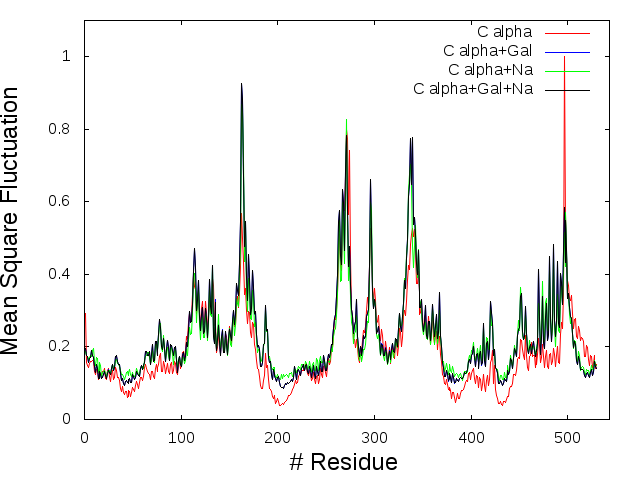 C alpha
C alpha+Gal
C alpha+Na
C alpha+Gal+Na
1
0.8
0.6
0.4
0.2
0
0 100 200 300 400 500
Mean Square Fluctuation
# Residue